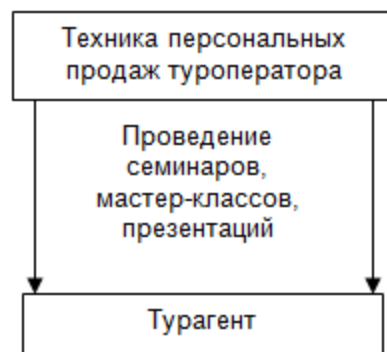 Техника персональных
продаж туроператора
Проведение
семинаров,
мастер-классов,
презентаций
Турагент